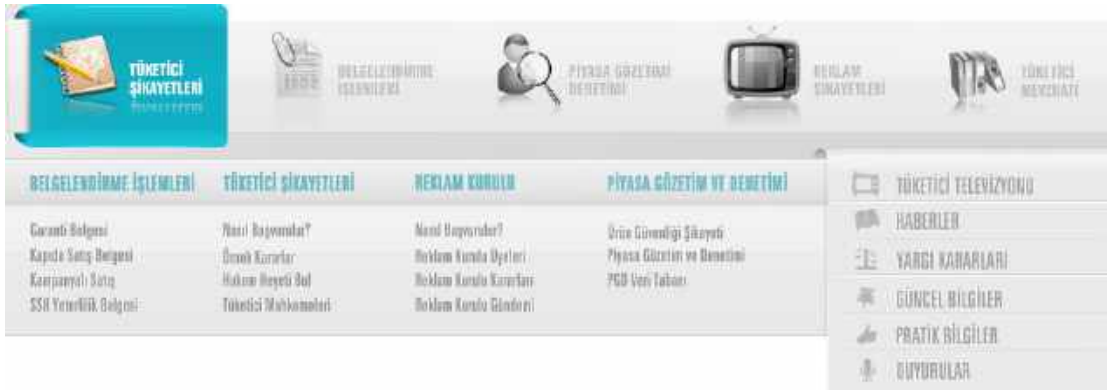 TÜKETİCİ
ŞİKAYETLERİ
BELGELENDİRME
İŞLEMLERİ
PİYASA GÖZETİMİ
DENETİMİ
REKLAM
ŞİKAYETLERİ
TÜKETİCİ
MEVZUATI
BELGELENDİRME İŞLEMLERİ
Garanti Belgesi
Kapıda Satış Belgesi
Kampanyalı Satış
SSH Yeterlilik Belgesi
TÜKETİCİ ŞİKAYETLERİ
Nasıl Başvurulur?
Örnek Kararlar
Hakem Heyeti Bul
Tüketici Mahkemeleri
REKLAM KURULU
Nasıl Başvurulur?
Reklam Kurulu Üyeleri
Reklam Kurulu Kararları
Reklam Kurulu Gündemi
PİYASA GÖZETİM VE DENETİMİ
Ürün Güvenliği Şikayeti
Piyasa Gözetim ve Denetimi
PGD Veri Tabanı
TÜKETİCİ TELEVİZYONU
HABERLER
YARGI KARARLARI
GÜNCEL BİLGİLER
PRATİK BİLGİLER
DUYURULAR